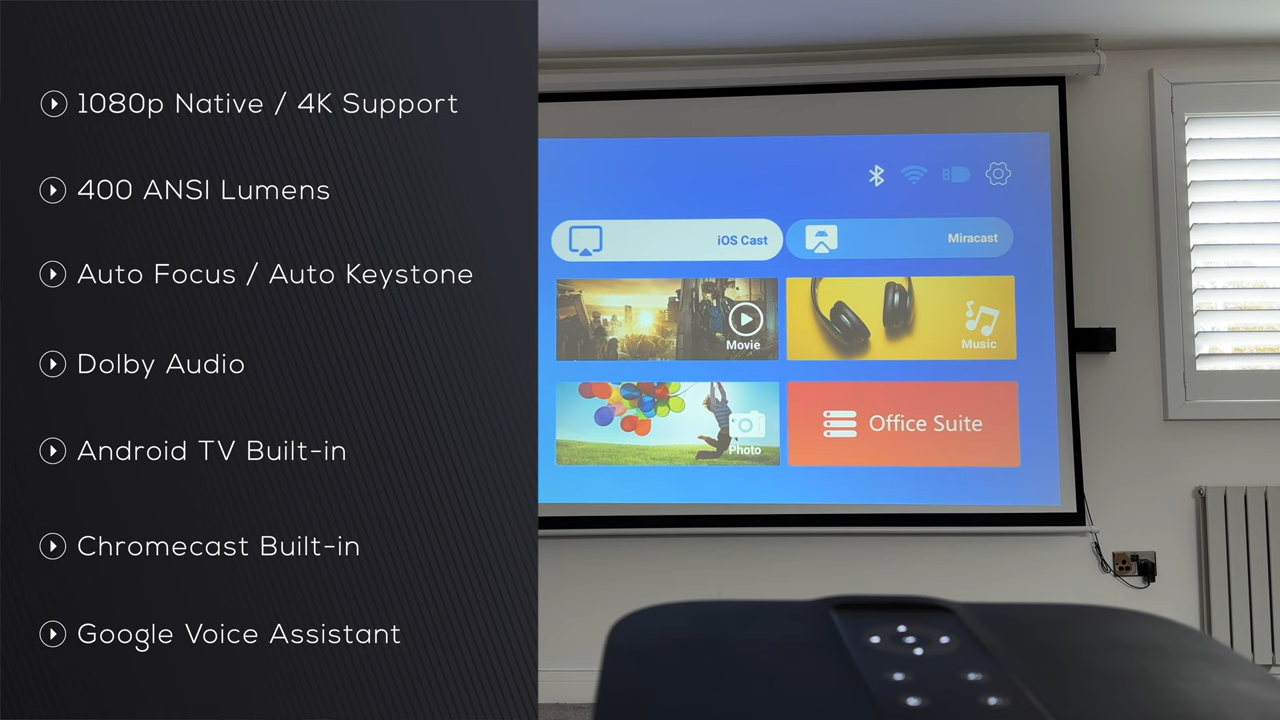 1080p Native / 4K Support
400 ANSI Lumens
Auto Focus / Auto Keystone
Dolby Audio
Android TV Built-in
Chromecast Built-in
Google Voice Assistant
iOS Cast
Miracast
Movie
Music
Photo
Office Suite